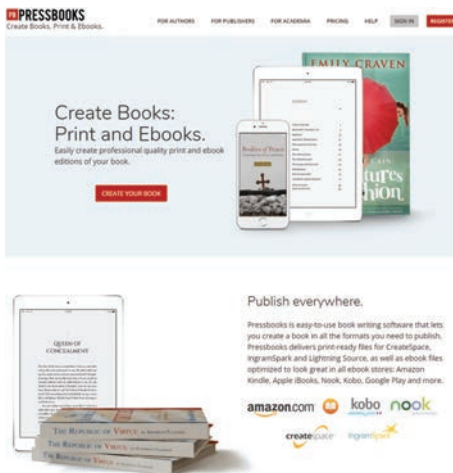 PB PRESSBOOKS
Create Books, Print & Ebooks.
FOR AUTHORS FOR PUBLISHERS FOR ACADEMIA PRICING HELP SIGN IN REGISTER
Create Books:
Print and Ebooks.
Easily create professional quality print and ebook
editions of your book.
CREATE YOUR BOOK
EMILY CRAVEN
QUEEN OF
CONCEALMENT
THE REPUBLIC OF VIRTUE
THE REPUBLIC OF VIRTUE
THE REPUBLIC OF VIRTUE
Publish everywhere.
Pressbooks is easy-to-use book writing software that lets
you create a book in all the formats you need to publish.
Pressbooks delivers print-ready files for CreateSpace,
IngramSpark and Lightning Source, as well as ebook files
optimized to look great in all ebook stores: Amazon
Kindle, Apple iBooks, Nook, Kobo, Google Play and more.
amazon.com kobo nook
createspace IngramSpark